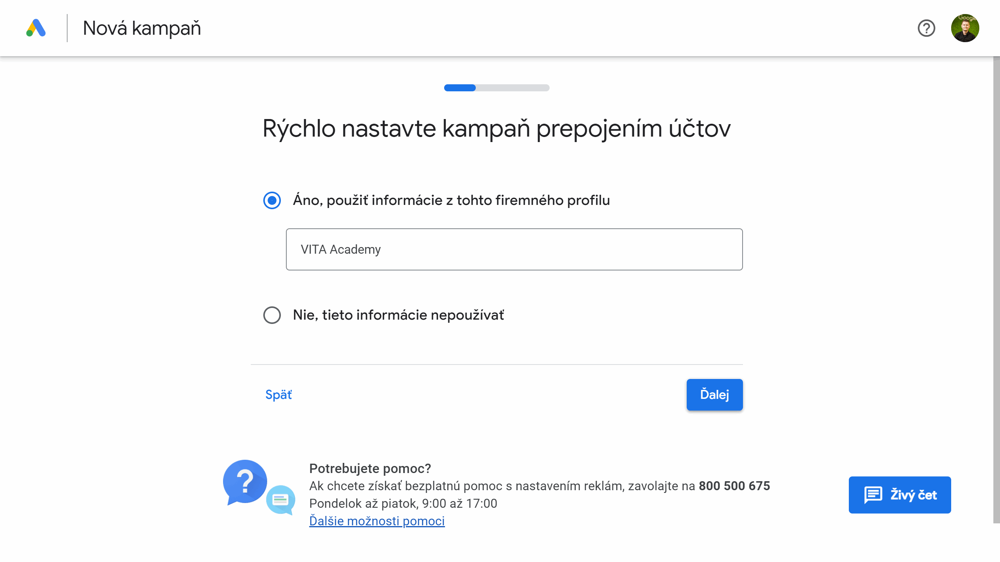 Nová kampaň
Google
Rýchlo nastavte kampaň prepojením účtov
Áno, použiť informácie z tohto firemného profilu
VITA Academy
Nie, tieto informácie nepoužívať
Späť
Ďalej
Potrebujete pomoc?
Ak chcete získať bezplatnú pomoc s nastavením reklám, zavolajte na 800 500 675
Pondelok až piatok, 9:00 až 17:00
Ďalšie možnosti pomoci
Živý čet